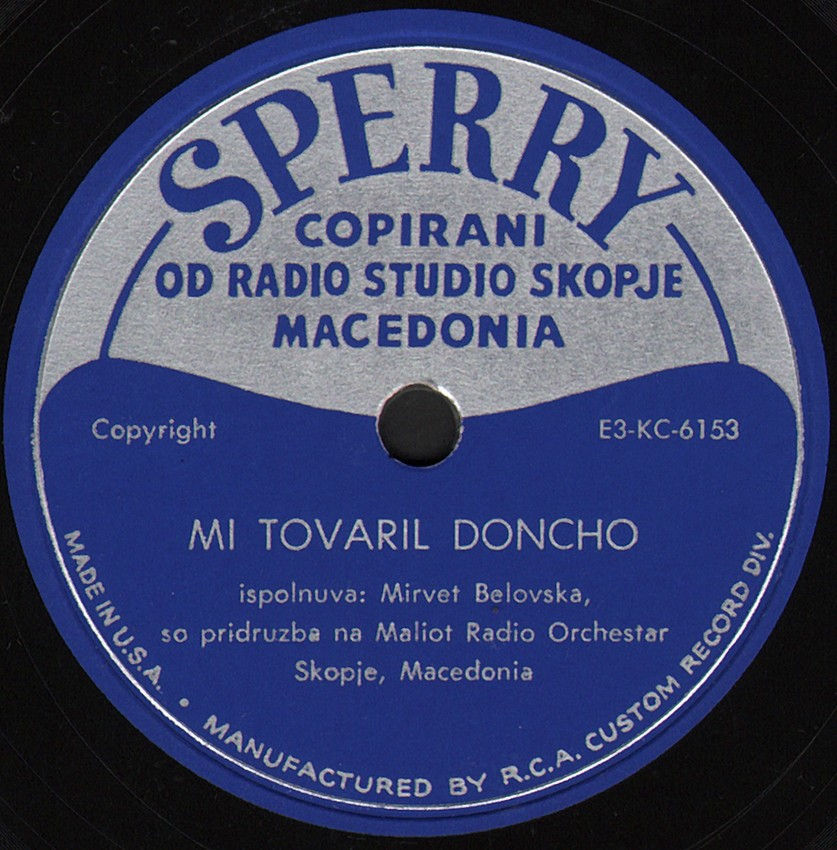 SPERRY
COPIRANI
OD RADIO STUDIO SKOPJE
MACEDONIA
Copyright
E3-KC-6153
MI TOVARIL DONCHO
ispolnuva: Mirvet Belovska,
so pridruzba na Maliot Radio Orchestar
Skopje, Macedonia
MADE IN U.S.A. • MANUFACTURED BY R.C.A. CUSTOM RECORD DIV.